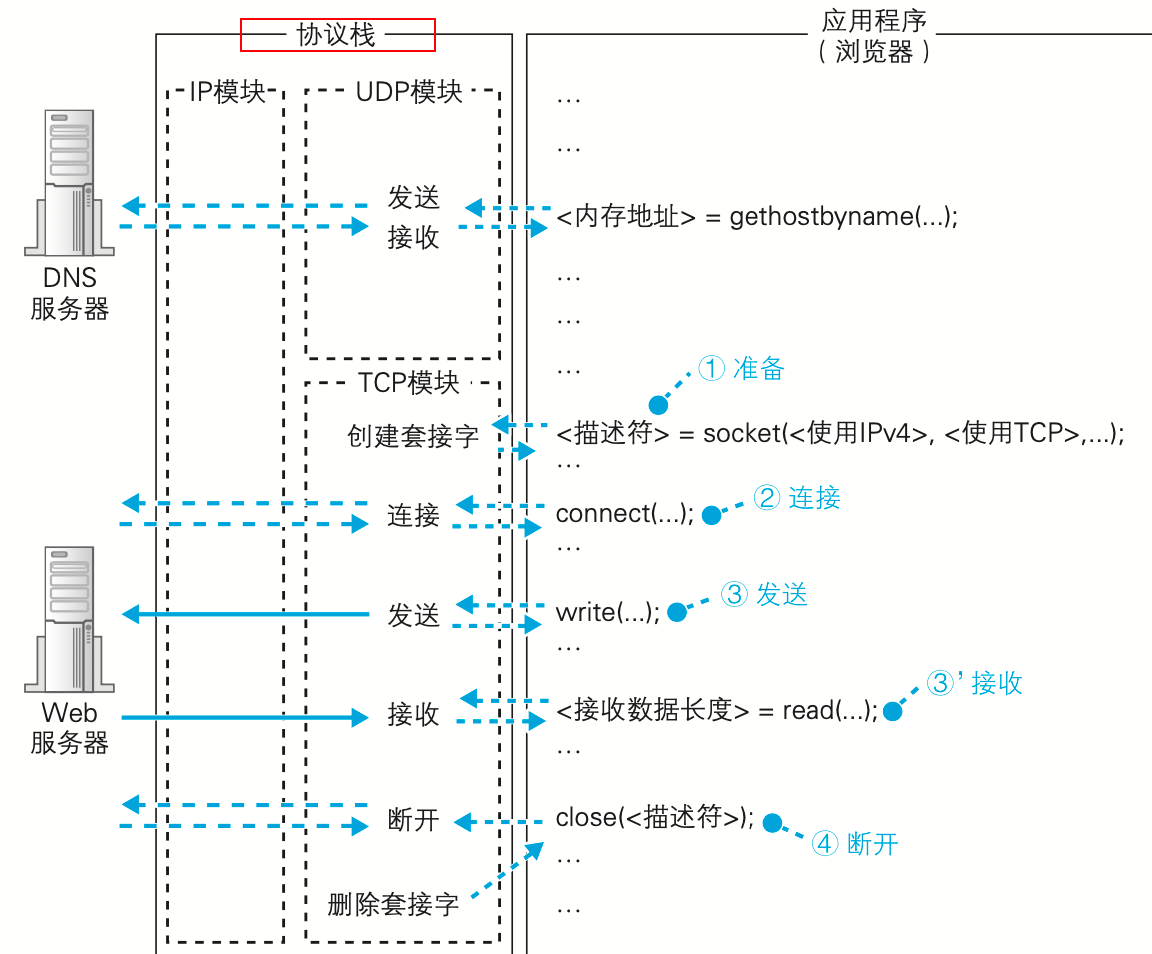 协议栈
应用程序
（浏览器）
IP模块
UDP模块
…
…
发送
接收
<内存地址> = gethostbyname(...);
DNS
服务器
…
…
…
① 准备
TCP模块
创建套接字
<描述符> = socket(<使用IPv4>, <使用TCP>,...);
…
② 连接
连接
connect(...);
…
③ 发送
发送
write(...);
…
③’接收
Web
服务器
接收
<接收数据长度> = read(...);
…
断开
close(<描述符>);
④ 断开
…
删除套接字
…